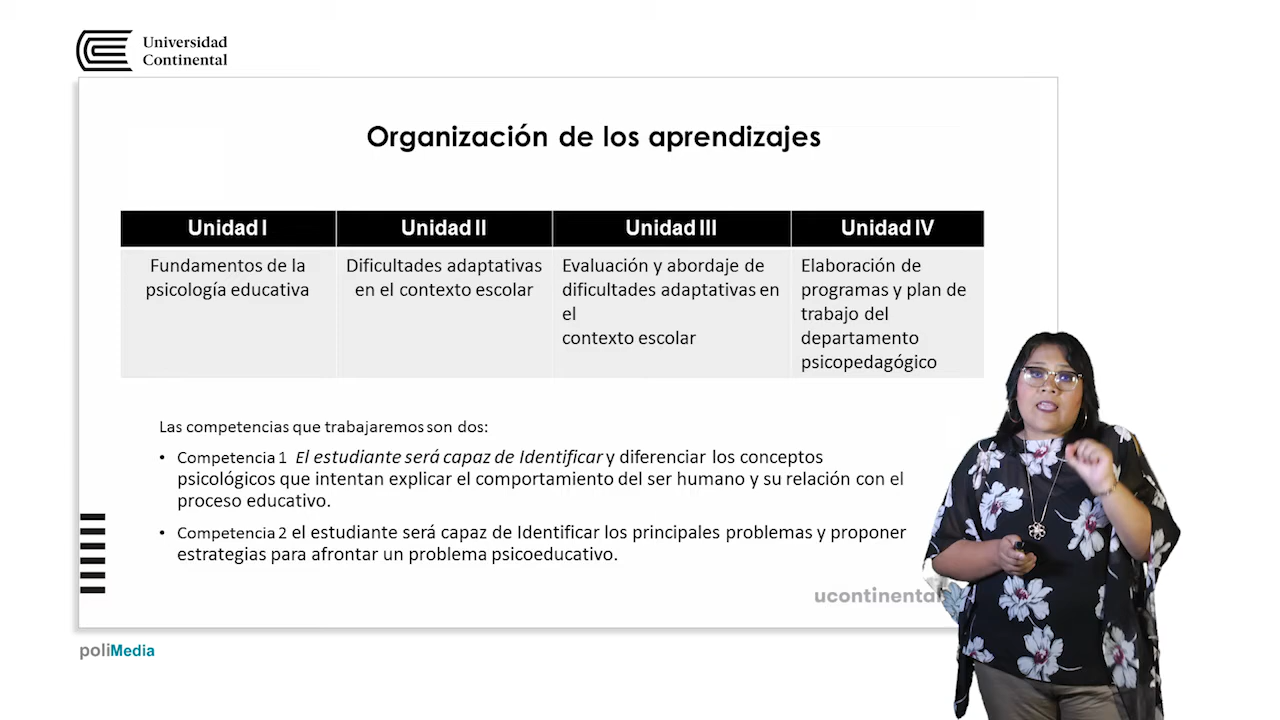 Universidad
Continental
Organización de los aprendizajes
Unidad I
Unidad II
Unidad III
Unidad IV
Fundamentos de la
psicología educativa
Dificultades adaptativas
en el contexto escolar
Evaluación y abordaje de
dificultades adaptativas en
el
contexto escolar
Elaboración de
programas y plan de
trabajo del
departamento
psicopedagógico
Las competencias que trabajaremos son dos:
• Competencia 1 El estudiante será capaz de Identificar y diferenciar los conceptos
psicológicos que intentan explicar el comportamiento del ser humano y su relación con el
proceso educativo.
• Competencia 2 el estudiante será capaz de Identificar los principales problemas y proponer
estrategias para afrontar un problema psicoeducativo.
ucontinental
poliMedia